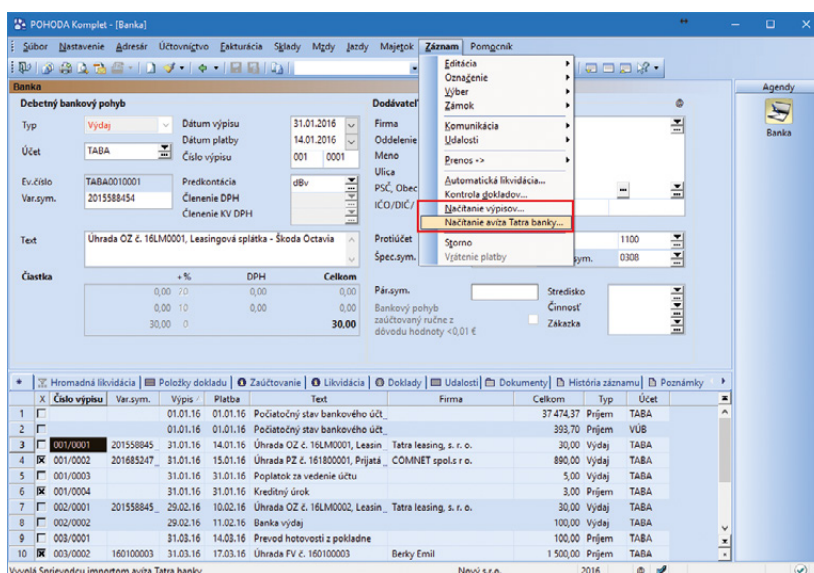 POHODA Komplet - [Banka]
Súbor Nastavenie Adresár Účtovníctvo Fakturácia Sklady Mzdy Jazdy Majetok Záznam Pomocník
Banka
Debetný bankový pohyb
Typ Výdaj
Účet TABA
Ev.číslo TABA0010001
Var.sym. 2015588454
Dátum výpisu 31.01.2016
Dátum platby 14.01.2016
Číslo výpisu 001 0001
Predkontácia dBv
Členenie DPH
Členenie KV DPH
Text Úhrada OZ č. 16LM0001, Leasingová splátka - Škoda Octavia
Čiastka +% DPH Celkom
0,00 20 0,00 0,00
0,00 10 0,00 0,00
30,00 0 30,00
Dodávateľ
Firma
Oddelenie
Meno
Ulica
PSČ, Obec
IČO/DIČ/
Protiúčet 1100
Špec.sym. sym. 0308
Pár.sym.
Bankový pohyb
zaúčtovaný ručne z
dôvodu hodnoty <0,01 €
Stredisko
Činnosť
Zákazka
Editácia
Označenie
Výber
Zámok
Komunikácia
Udalosti
Prenos ->
Automatická likvidácia...
Kontrola dokladov...
Načítanie výpisov...
Načítanie avíza Tatra banky...
Storno
Vrátenie platby
Agendy
Banka
* Hromadná likvidácia Položky dokladu Zaúčtovanie Likvidácia Doklady Udalosti Dokumenty História záznamu Poznámky
X Číslo výpisu Var.sym. Výpis Platba Text Firma Celkom Typ Účet
1 01.01.16 01.01.16 Počiatočný stav bankového účt_ 37 474,37 Príjem TABA
2 01.01.16 01.01.16 Počiatočný stav bankového účt_ 393,70 Príjem VÚB
3 001/0001 201558845_ 31.01.16 14.01.16 Úhrada OZ č. 16LM0001, Leasin_ Tatra leasing, s. r. o. 30,00 Výdaj TABA
4 001/0002 201685247_ 31.01.16 15.01.16 Úhrada PZ č. 161800001, Prijatá_ COMNET spol.s r o. 890,00 Výdaj TABA
5 001/0003 31.01.16 31.01.16 Poplatok za vedenie účtu 5,00 Výdaj TABA
6 001/0004 31.01.16 31.01.16 Kreditný úrok 3,00 Príjem TABA
7 002/0001 201558845_ 29.02.16 10.02.16 Úhrada OZ č. 16LM0002, Leasin_ Tatra leasing, s. r. o. 30,00 Výdaj TABA
8 002/0002 29.02.16 11.02.16 Banka výdaj 100,00 Výdaj TABA
9 003/0001 31.03.16 14.03.16 Prevod hotovosti z pokladne 100,00 Príjem TABA
10 003/0002 160100003 31.03.16 17.03.16 Úhrada FV č. 160100003 Berky Emil 1 500,00 Príjem TABA
Vyvolá Sprievodcu importom avíza Tatra banky Nový s.r.o. 2016